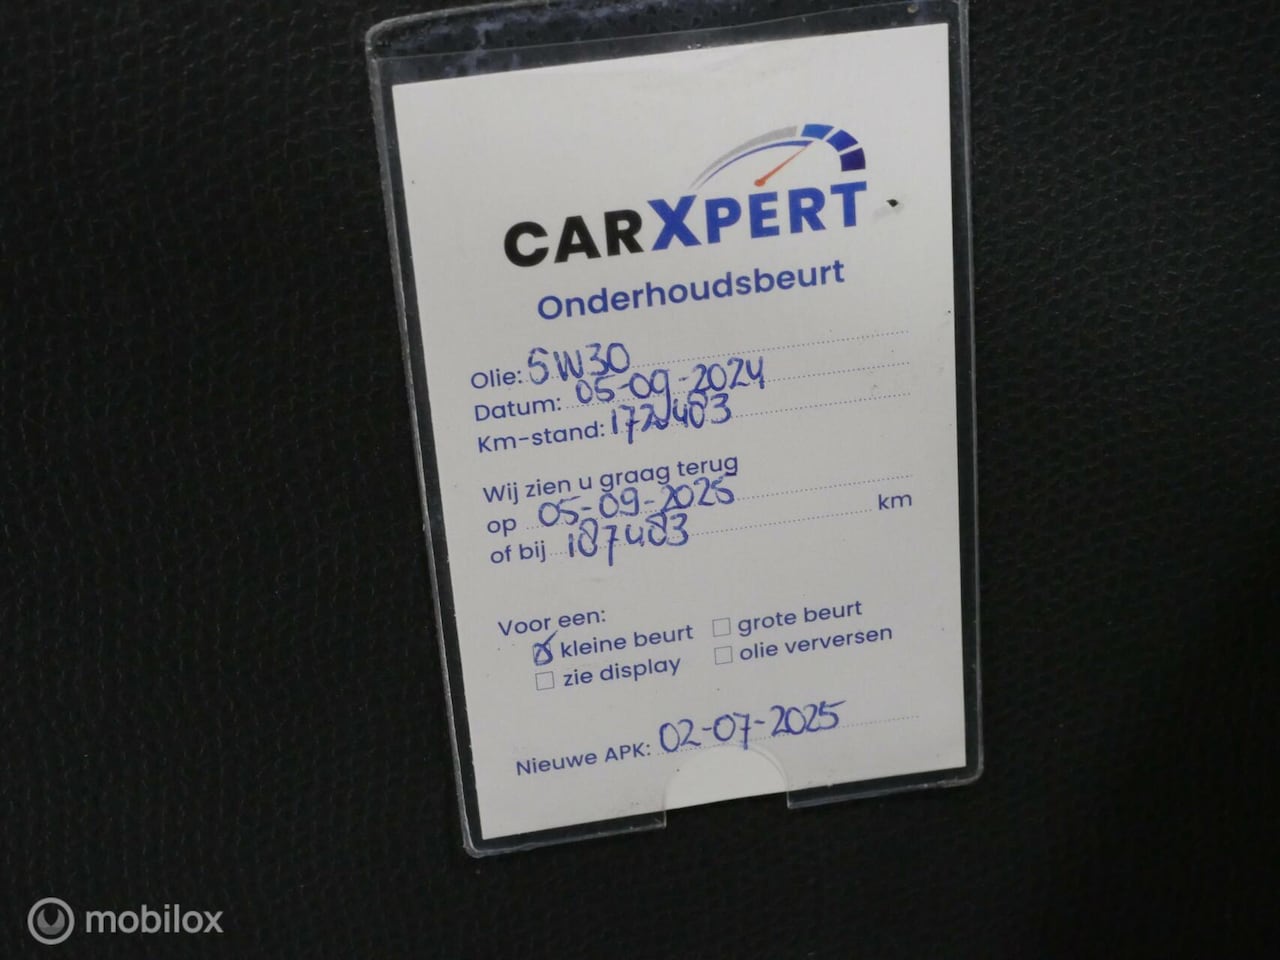 CARXPERT
Onderhoudsbeurt
Olie: 5W30
Datum: 05-09-2024
Km-stand: 172483
Wij zien u graag terug
op 05-09-2025
of bij 187483 km
Voor een:
kleine beurt grote beurt
zie display olie verversen
Nieuwe APK: 02-07-2025
mobilox